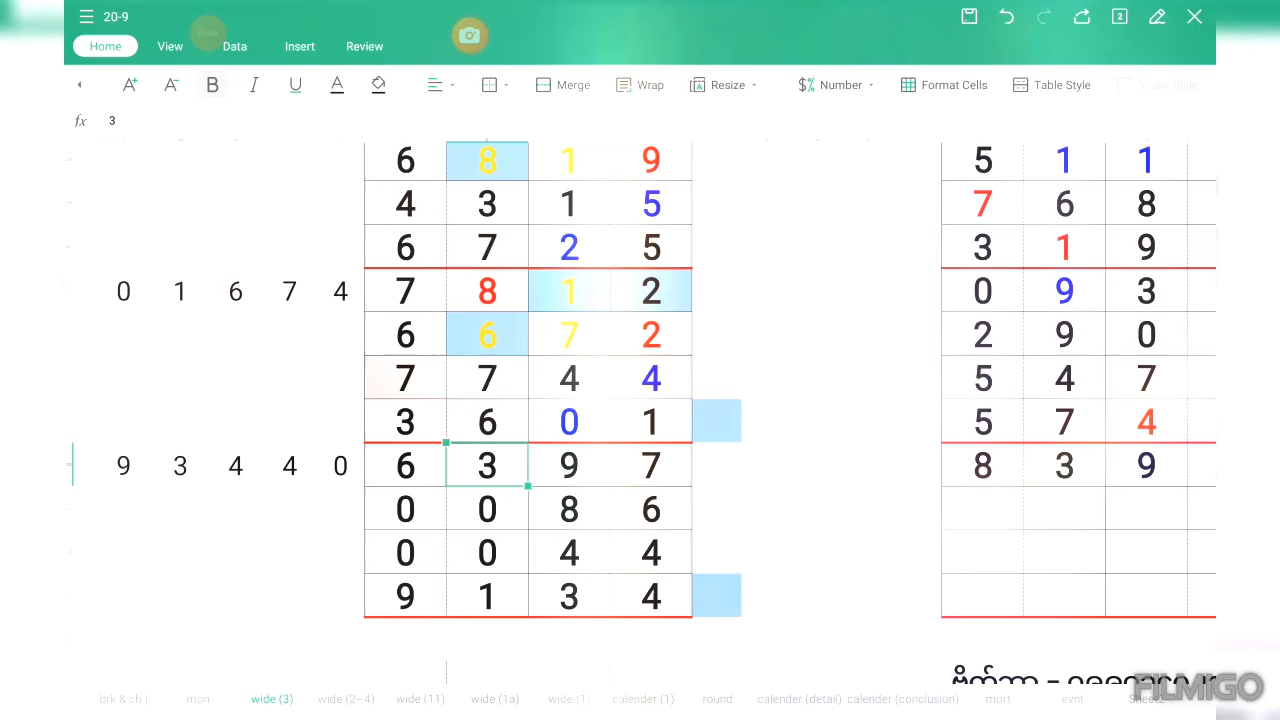 20-9
2
Home View Data Insert Review
B I U A Merge Wrap Resize $% Number Format Cells Table Style Shape Style
fx 3
6 8 1 9 5 1 1
4 3 1 5 7 6 8
6 7 2 5 3 1 9
0 1 6 7 4 7 8 1 2 0 9 3
6 6 7 2 2 9 0
7 7 4 4 5 4 7
3 6 0 1 5 7 4
9 3 4 4 0 6 3 9 7 8 3 9
0 0 8 6
0 0 4 4
9 1 3 4
FILMIGO
brk & ch ) mon wide (3) wide (2~4) wide (11) wide (1a) wide (1) calender (1) round calender (detail) calender (conclusion) mort evnt Sheet2